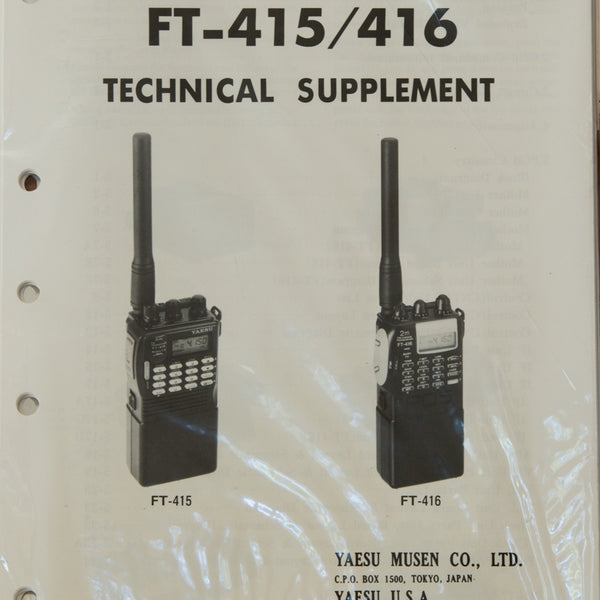 FT-415/416
TECHNICAL SUPPLEMENT
YAESU
FT-415
FT-416
YAESU MUSEN CO., LTD.
C.P.O. BOX 1500, TOKYO, JAPAN
YAESU U.S.A.